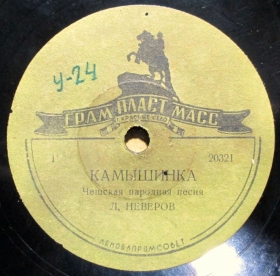 У-24
ГРАМ ПЛАСТ МАСС
1 20321
КАМЫШИНКА
Чешская народная песня
Л. НЕВЕРОВ
ЛЕНОБЛПРОМСОВЕТ